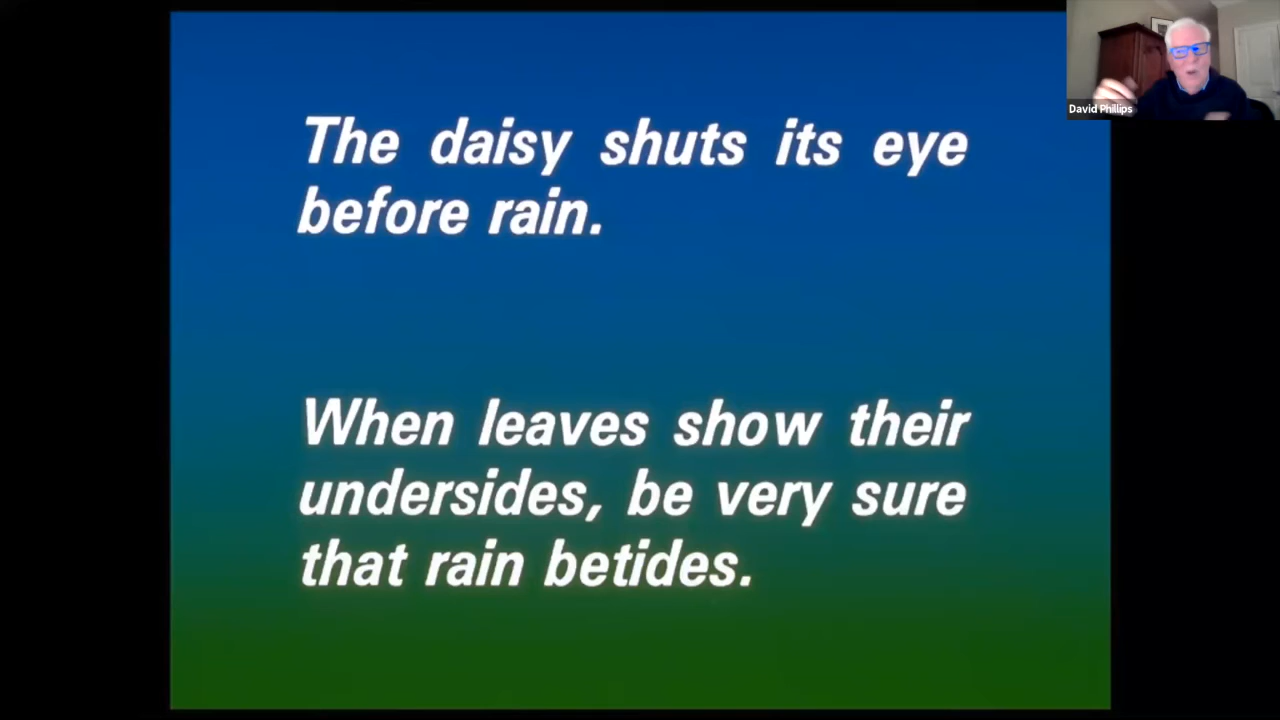 The daisy shuts its eye
before rain.
When leaves show their
undersides, be very sure
that rain betides.
David Phillips